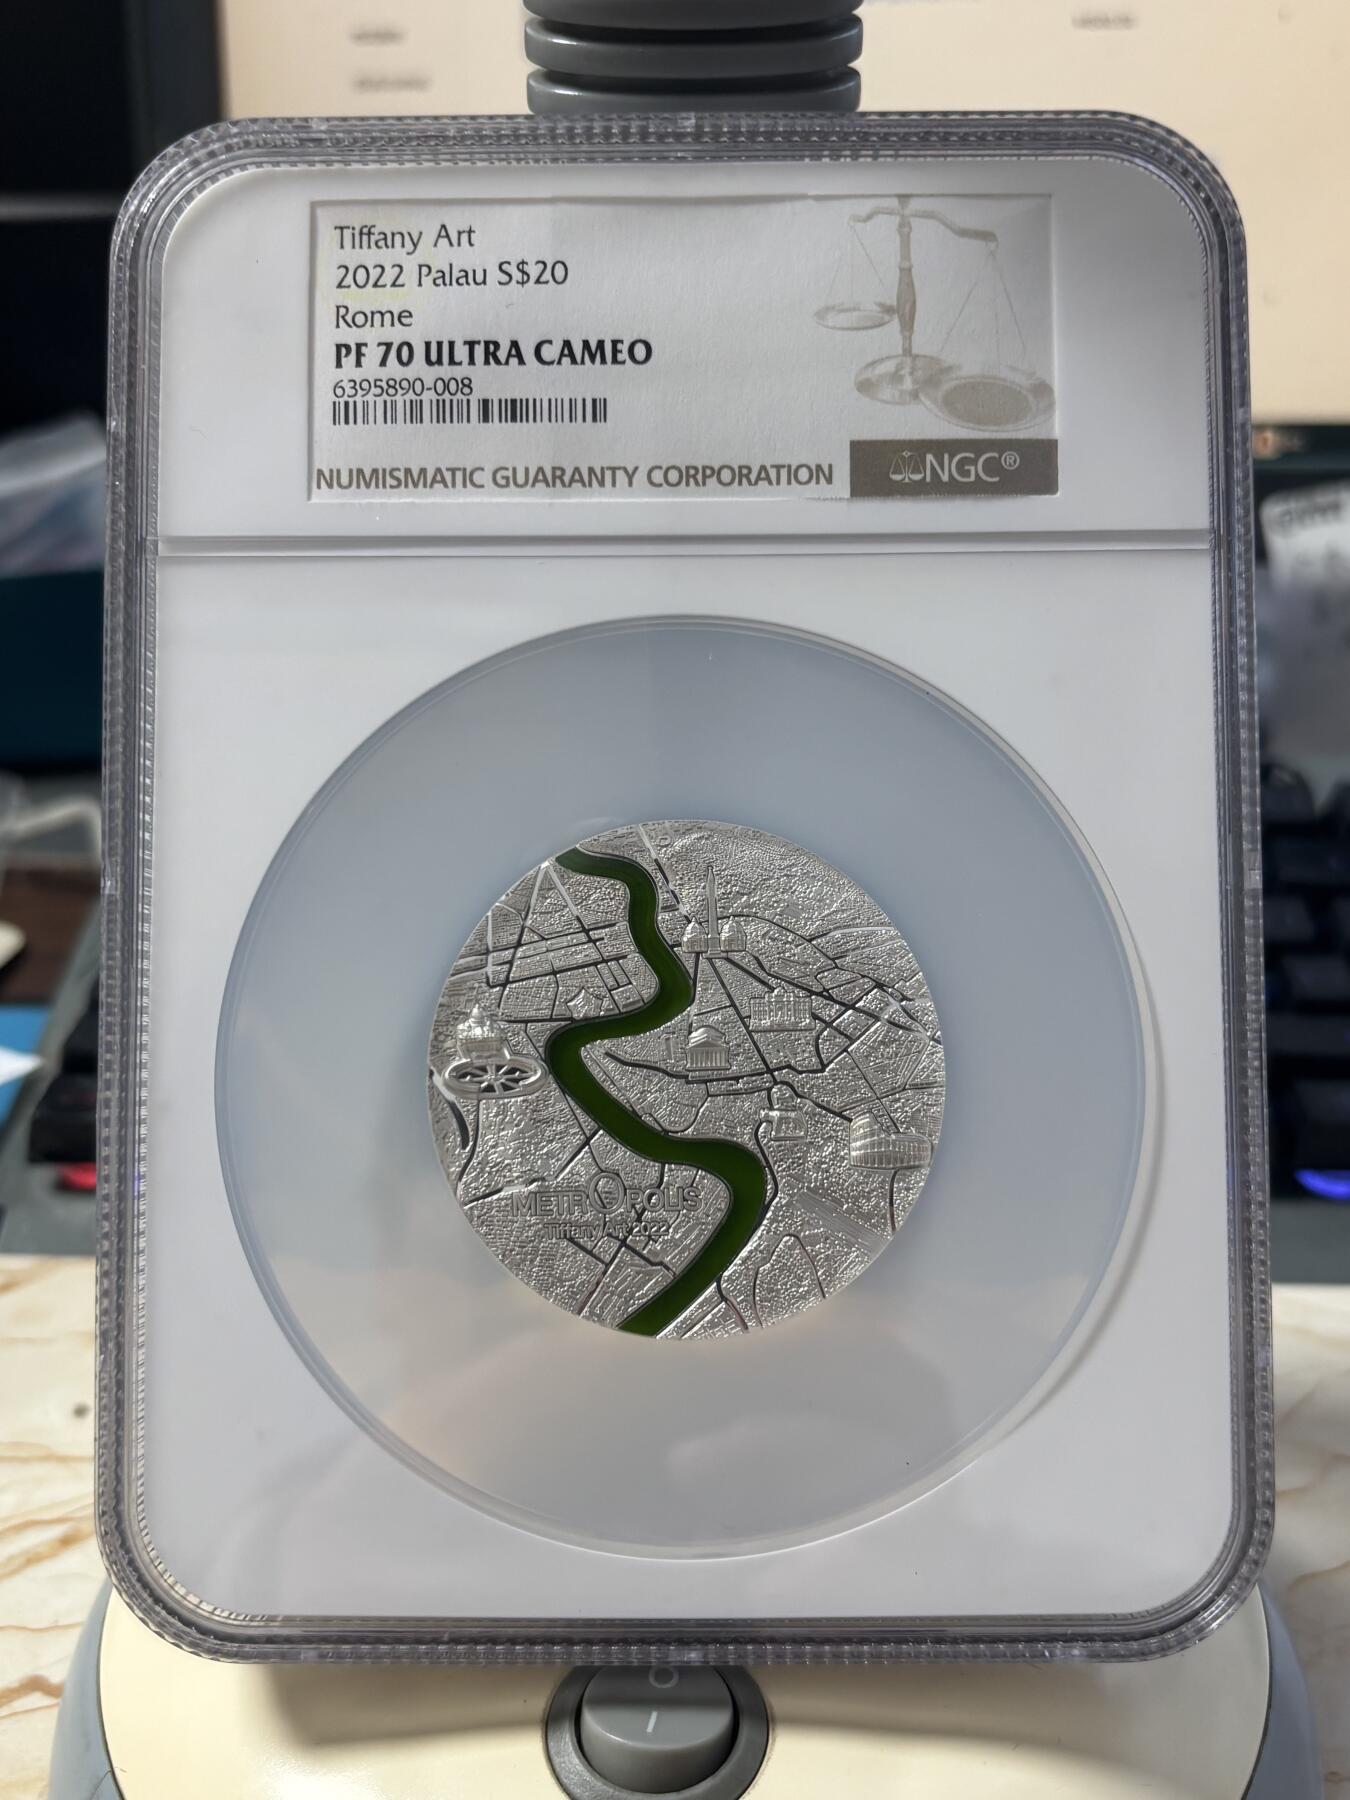 Tiffany Art
2022 Palau S$20
Rome
PF 70 ULTRA CAMEO
6395890-008
NUMISMATIC GUARANTY CORPORATION
NGC®
METROPOLIS
Tiffany Art 2022